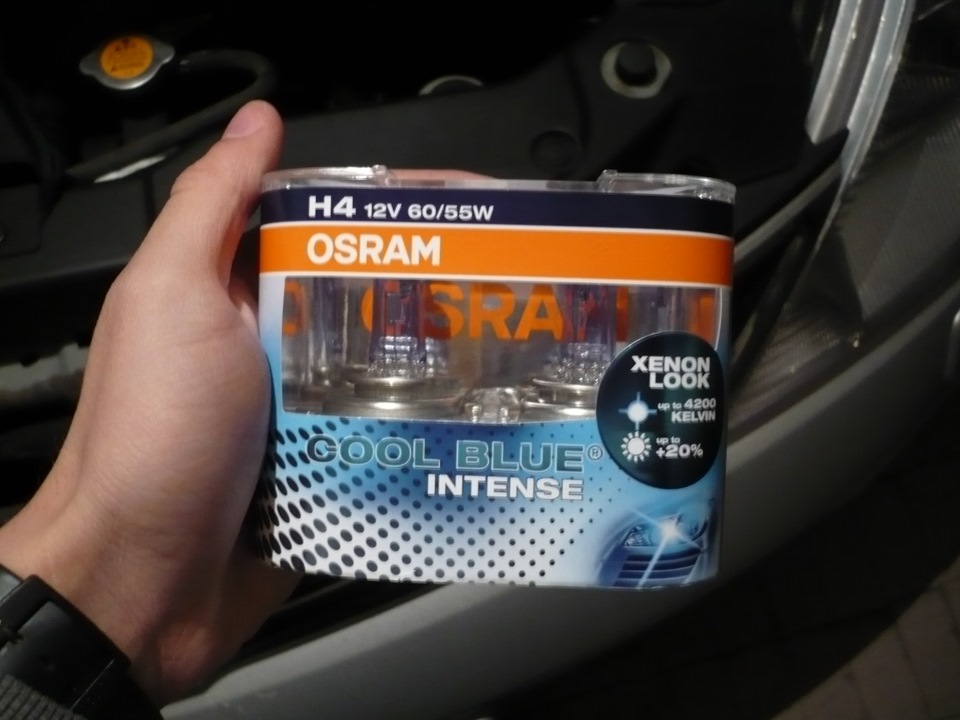 H4 12V 60/55W
OSRAM
OSRAM
XENON
LOOK
up to 4200
KELVIN
up to
+20%
COOL BLUE®
INTENSE